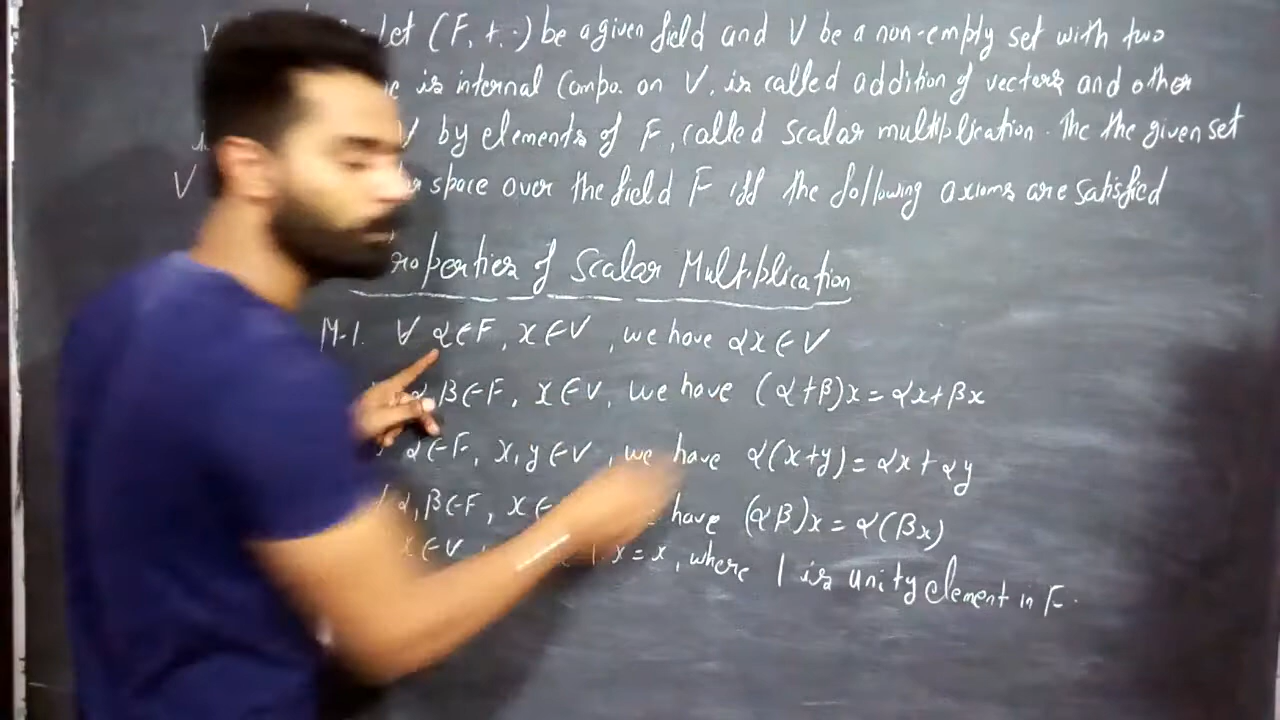 V let (F, +, ·) be a given field and V be a non-empty set with two
is internal Compo. on V, is called addition of vectors and other
V by elements of F, called scalar multiplication. The the given set
V space over the field F iff the following axioms are satisfied
Properties of Scalar Multiplication
M-1. ∀ α∈F, x∈V, we have αx∈V
α,β∈F, x∈V, we have (α+β)x = αx+βx
α∈F, x,y∈V, we have α(x+y) = αx+αy
α,β∈F, x∈ have (αβ)x = α(βx)
x∈V, 1.x = x, where 1 is unity element in F.